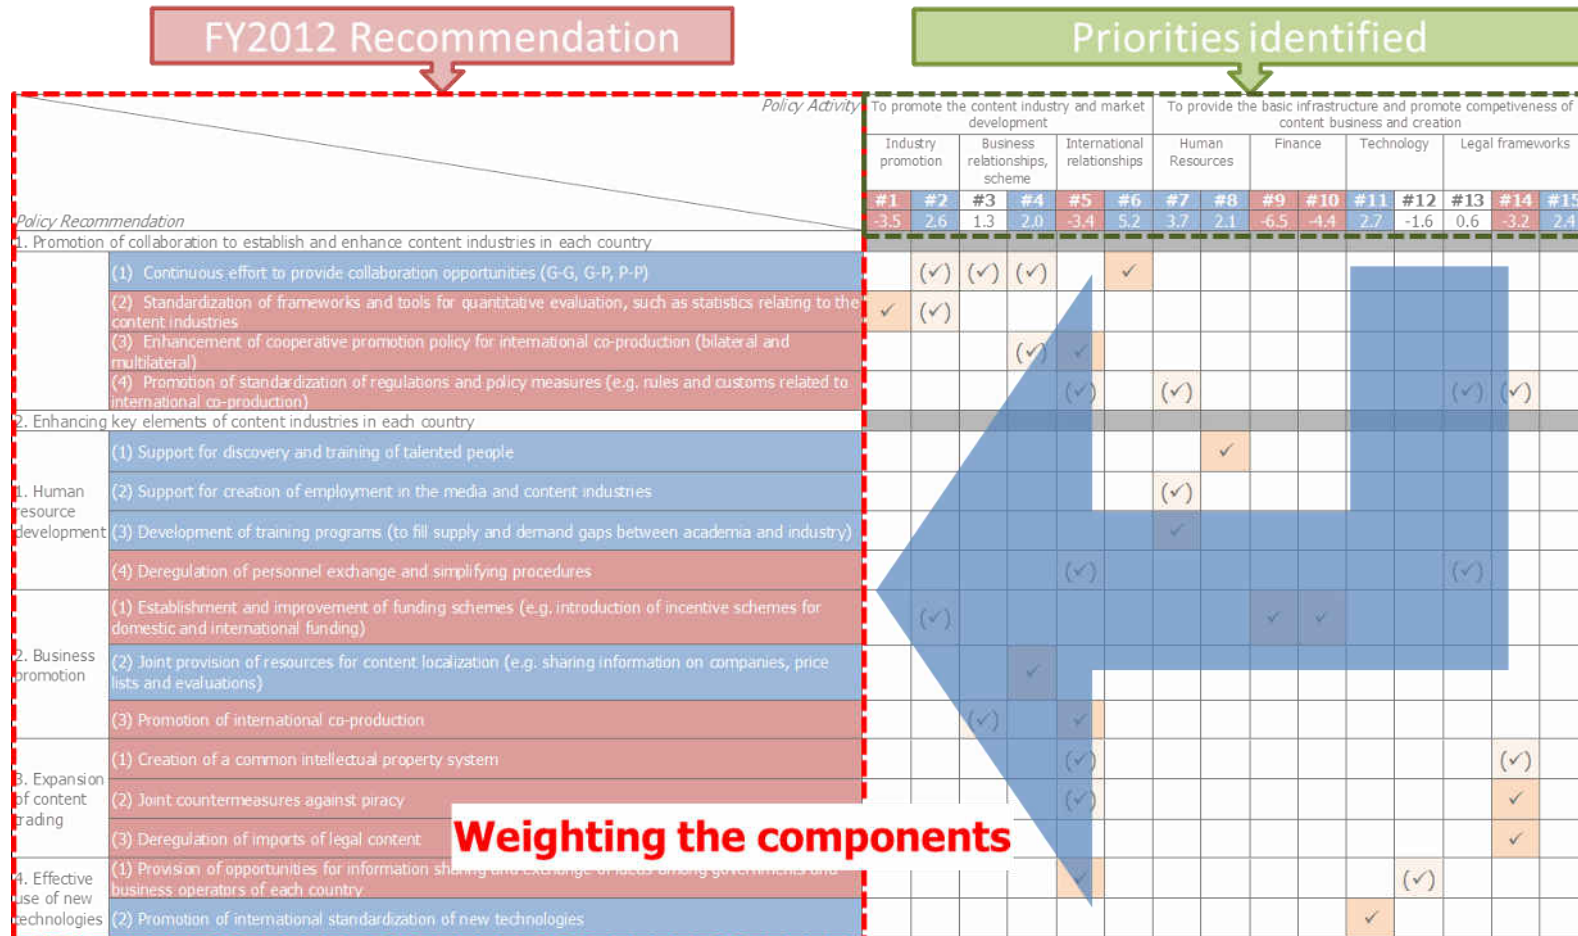 FY2012 Recommendation
Priorities identified
Policy Activity
To promote the content industry and market
development
To provide the basic infrastructure and promote competiveness of
content business and creation
Industry
promotion
Business
relationships,
scheme
International
relationships
Human
Resources
Finance
Technology
Legal frameworks
#1 #2 #3 #4 #5 #6 #7 #8 #9 #10 #11 #12 #13 #14 #15
Policy Recommendation
-3.5 2.6 1.3 2.0 -3.4 5.2 3.7 2.1 -6.5 -4.4 2.7 -1.6 0.6 -3.2 2.4
1. Promotion of collaboration to establish and enhance content industries in each country
(1) Continuous effort to provide collaboration opportunities (G-G, G-P, P-P) (✓) (✓) (✓) ✓
(2) Standardization of frameworks and tools for quantitative evaluation, such as statistics relating to the
content industries ✓ (✓)
(3) Enhancement of cooperative promotion policy for international co-production (bilateral and
multilateral) (✓) ✓
(4) Promotion of standardization of regulations and policy measures (e.g. rules and customs related to
international co-production) (✓) (✓) (✓) (✓)
2. Enhancing key elements of content industries in each country
1. Human
resource
development
(1) Support for discovery and training of talented people ✓
(2) Support for creation of employment in the media and content industries (✓)
(3) Development of training programs (to fill supply and demand gaps between academia and industry) ✓
(4) Deregulation of personnel exchange and simplifying procedures (✓) (✓)
2. Business
promotion
(1) Establishment and improvement of funding schemes (e.g. introduction of incentive schemes for
domestic and international funding) (✓) ✓ ✓
(2) Joint provision of resources for content localization (e.g. sharing information on companies, price
lists and evaluations) ✓
(3) Promotion of international co-production (✓) ✓
3. Expansion
of content
trading
(1) Creation of a common intellectual property system (✓) (✓)
(2) Joint countermeasures against piracy (✓) ✓
(3) Deregulation of imports of legal content ✓
Weighting the components
4. Effective
use of new
technologies
(1) Provision of opportunities for information sharing and exchange of ideas among governments and
business operators of each country ✓ (✓)
(2) Promotion of international standardization of new technologies ✓